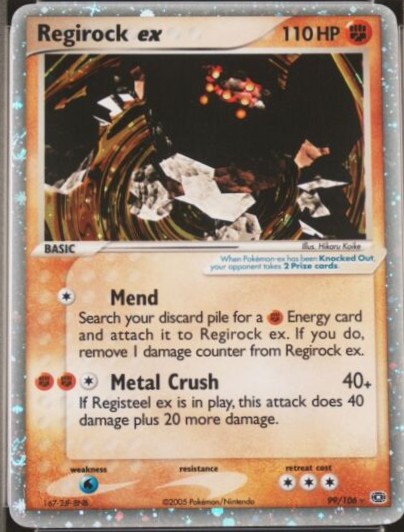 Regirock ex 110 HP
BASIC
Illus. Hikaru Koike
When Pokémon-ex has been Knocked Out,
your opponent takes 2 Prize cards.
Mend
Search your discard pile for a Energy card
and attach it to Regirock ex. If you do,
remove 1 damage counter from Regirock ex.
Metal Crush 40+
If Registeel ex is in play, this attack does 40
damage plus 20 more damage.
weakness resistance retreat cost
©2005 Pokémon/Nintendo 99/106